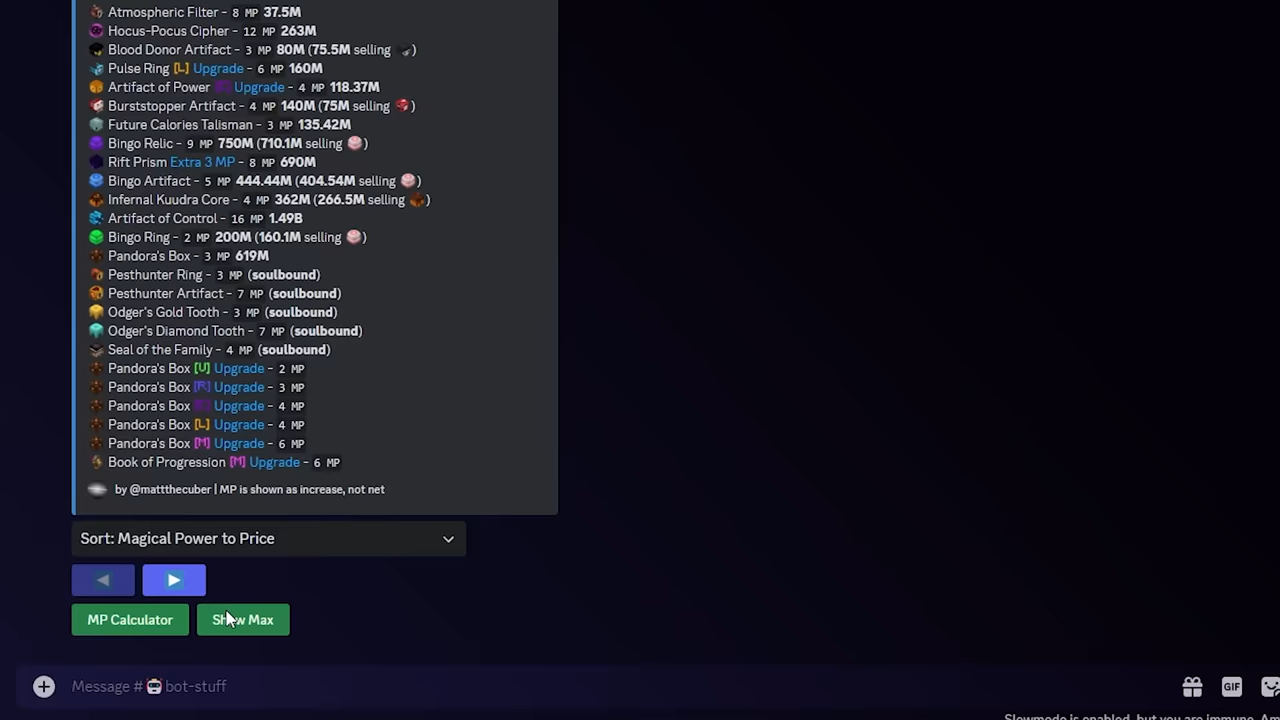 Atmospheric Filter - 8 MP 37.5M
Hocus-Pocus Cipher - 12 MP 263M
Blood Donor Artifact - 3 MP 80M (75.5M selling )
Pulse Ring [L] Upgrade - 6 MP 160M
Artifact of Power Upgrade - 4 MP 118.37M
Burststopper Artifact - 4 MP 140M (75M selling )
Future Calories Talisman - 3 MP 135.42M
Bingo Relic - 9 MP 750M (710.1M selling )
Rift Prism Extra 3 MP - 8 MP 690M
Bingo Artifact - 5 MP 444.44M (404.54M selling )
Infernal Kuudra Core - 4 MP 362M (266.5M selling )
Artifact of Control - 16 MP 1.49B
Bingo Ring - 2 MP 200M (160.1M selling )
Pandora's Box - 3 MP 619M
Pesthunter Ring - 3 MP (soulbound)
Pesthunter Artifact - 7 MP (soulbound)
Odger's Gold Tooth - 3 MP (soulbound)
Odger's Diamond Tooth - 7 MP (soulbound)
Seal of the Family - 4 MP (soulbound)
Pandora's Box [U] Upgrade - 2 MP
Pandora's Box [R] Upgrade - 3 MP
Pandora's Box Upgrade - 4 MP
Pandora's Box [L] Upgrade - 4 MP
Pandora's Box [M] Upgrade - 6 MP
Book of Progression [M] Upgrade - 6 MP
by @mattthecuber | MP is shown as increase, not net
Sort: Magical Power to Price
MP Calculator
Show Max
Message # bot-stuff
GIF
Slowmode is enabled, but you are immune.